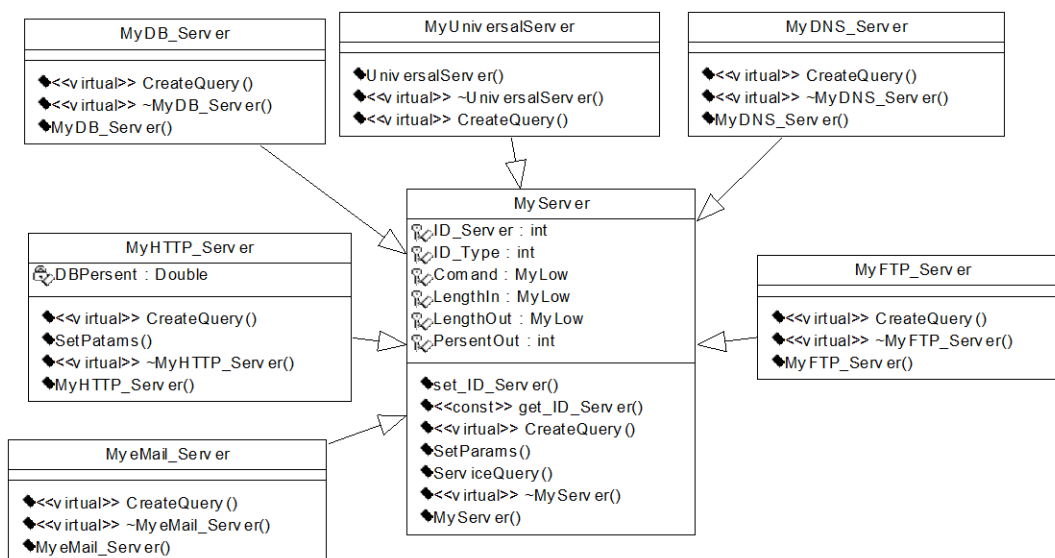 MyDB_Server
<<virtual>> CreateQuery()
<<virtual>> ~MyDB_Server()
MyDB_Server()
MyUniversalServer
UniversalServer()
<<virtual>> ~UniversalServer()
<<virtual>> CreateQuery()
MyDNS_Server
<<virtual>> CreateQuery()
<<virtual>> ~MyDNS_Server()
MyDNS_Server()
MyHTTP_Server
DBPersent : Double
<<virtual>> CreateQuery()
SetPatams()
<<virtual>> ~MyHTTP_Server()
MyHTTP_Server()
MyServer
ID_Server : int
ID_Type : int
Comand : MyLow
LengthIn : MyLow
LengthOut : MyLow
PersentOut : int
set_ID_Server()
<<const>> get_ID_Server()
<<virtual>> CreateQuery()
SetParams()
ServiceQuery()
<<virtual>> ~MyServer()
MyServer()
MyFTP_Server
<<virtual>> CreateQuery()
<<virtual>> ~MyFTP_Server()
MyFTP_Server()
MyeMail_Server
<<virtual>> CreateQuery()
<<virtual>> ~MyeMail_Server()
MyeMail_Server()